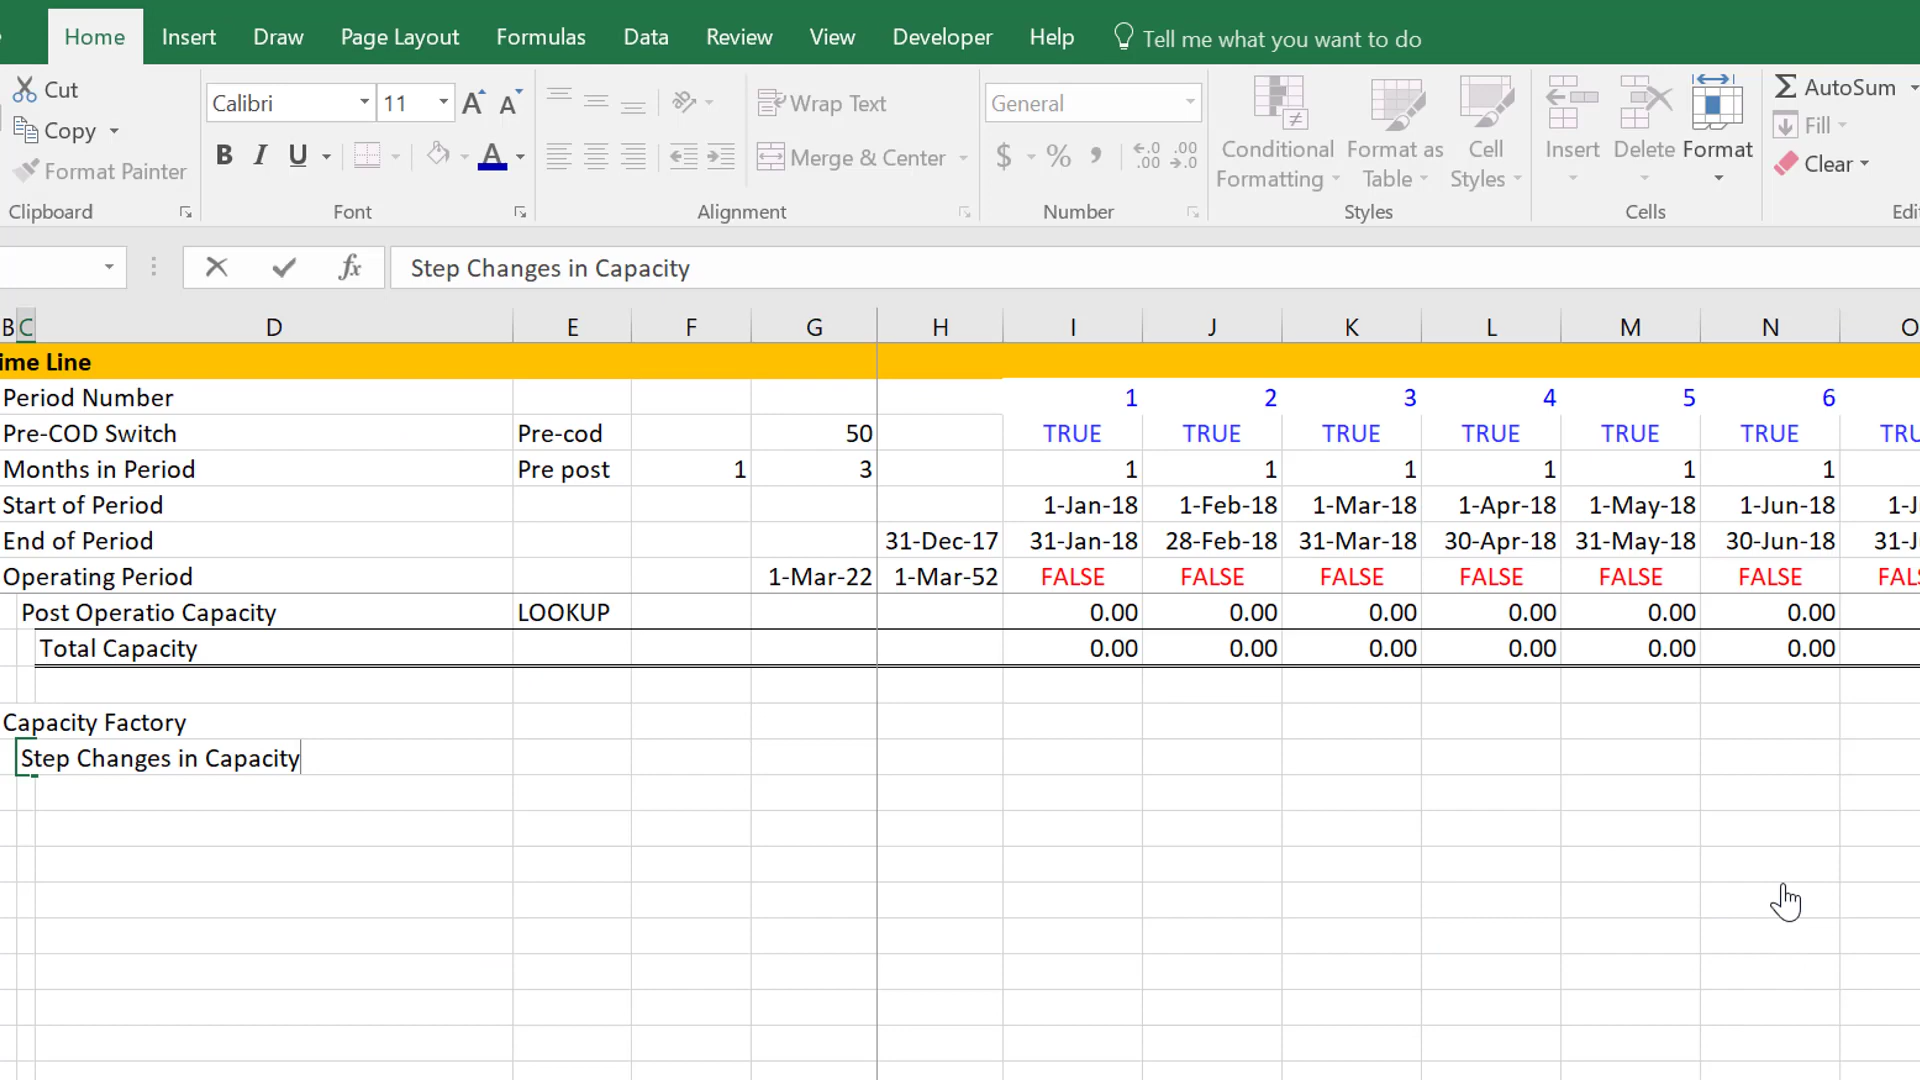 Home Insert Draw Page Layout Formulas Data Review View Developer Help Tell me what you want to do
Cut
Copy
Format Painter
Clipboard
Calibri 11 A A
B I U A
Font
Wrap Text
Merge & Center
Alignment
General
$ % , .00 .00
Number
Conditional Formatting
Format as Table
Cell Styles
Styles
Insert Delete Format
Cells
AutoSum
Fill
Clear
Edi
fx Step Changes in Capacity
B C D E F G H I J K L M N O
ime Line
Period Number 1 2 3 4 5 6
Pre-COD Switch Pre-cod 50 TRUE TRUE TRUE TRUE TRUE TRUE TRU
Months in Period Pre post 1 3 1 1 1 1 1 1
Start of Period 1-Jan-18 1-Feb-18 1-Mar-18 1-Apr-18 1-May-18 1-Jun-18 1-J
End of Period 31-Dec-17 31-Jan-18 28-Feb-18 31-Mar-18 30-Apr-18 31-May-18 30-Jun-18 31-J
Operating Period 1-Mar-22 1-Mar-52 FALSE FALSE FALSE FALSE FALSE FALSE FALS
Post Operatio Capacity LOOKUP 0.00 0.00 0.00 0.00 0.00 0.00
Total Capacity 0.00 0.00 0.00 0.00 0.00 0.00
Capacity Factory
Step Changes in Capacity